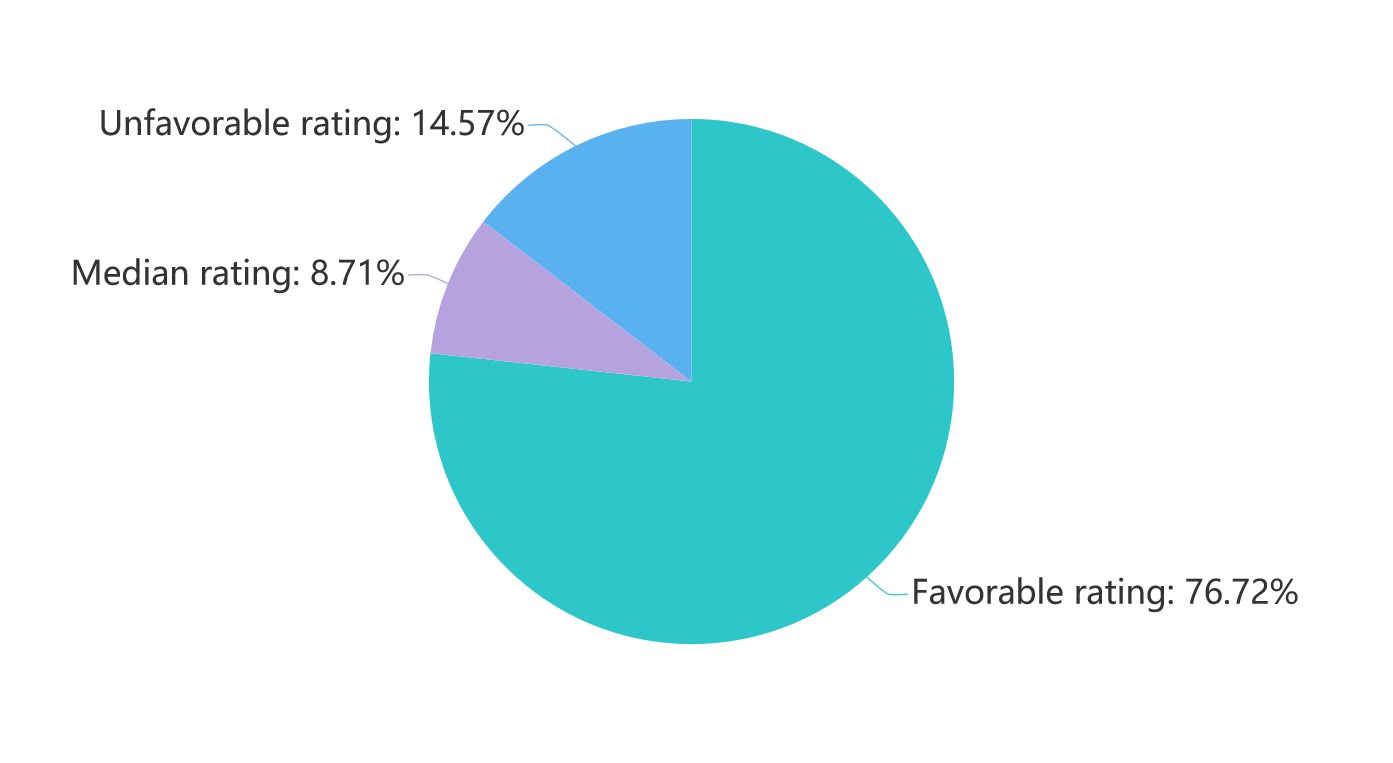 Unfavorable rating: 14.57%
Median rating: 8.71%
Favorable rating: 76.72%